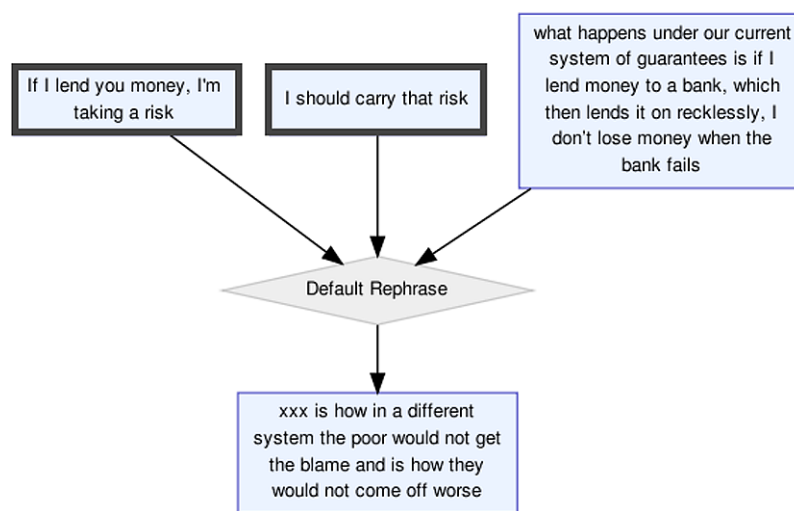 If I lend you money, I'm
taking a risk
I should carry that risk
what happens under our current
system of guarantees is if I
lend money to a bank, which
then lends it on recklessly, I
don't lose money when the
bank fails
Default Rephrase
xxx is how in a different
system the poor would not get
the blame and is how they
would not come off worse